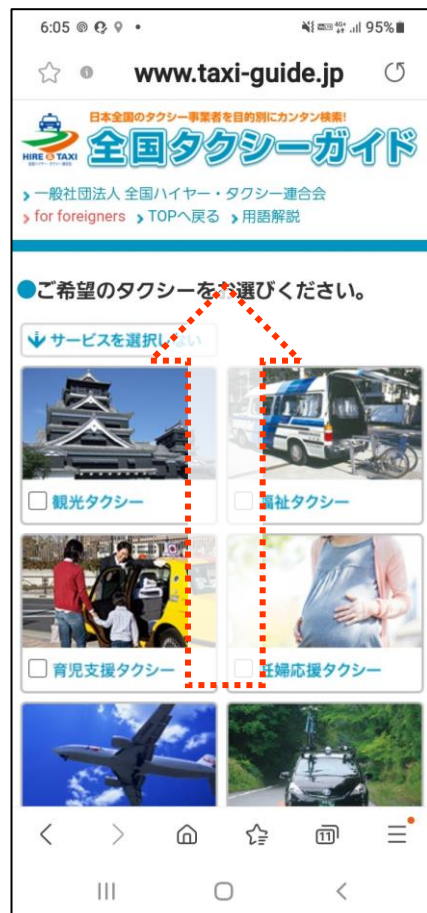 6:05
4G+
95%
www.taxi-guide.jp
日本全国のタクシー事業者を目的別にカンタン検索!
HIRE & TAXI
全国タクシーガイド
一般社団法人 全国ハイヤー・タクシー連合会
for foreigners TOPへ戻る 用語解説
ご希望のタクシーをお選びください。
サービスを選択しない
観光タクシー
福祉タクシー
育児支援タクシー
妊婦応援タクシー
11